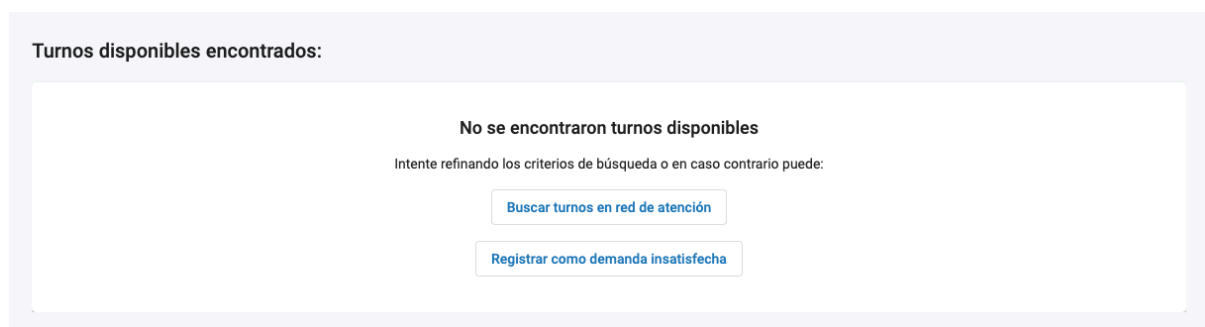 Turnos disponibles encontrados:
No se encontraron turnos disponibles
Intente refinando los criterios de búsqueda o en caso contrario puede:
Buscar turnos en red de atención
Registrar como demanda insatisfecha